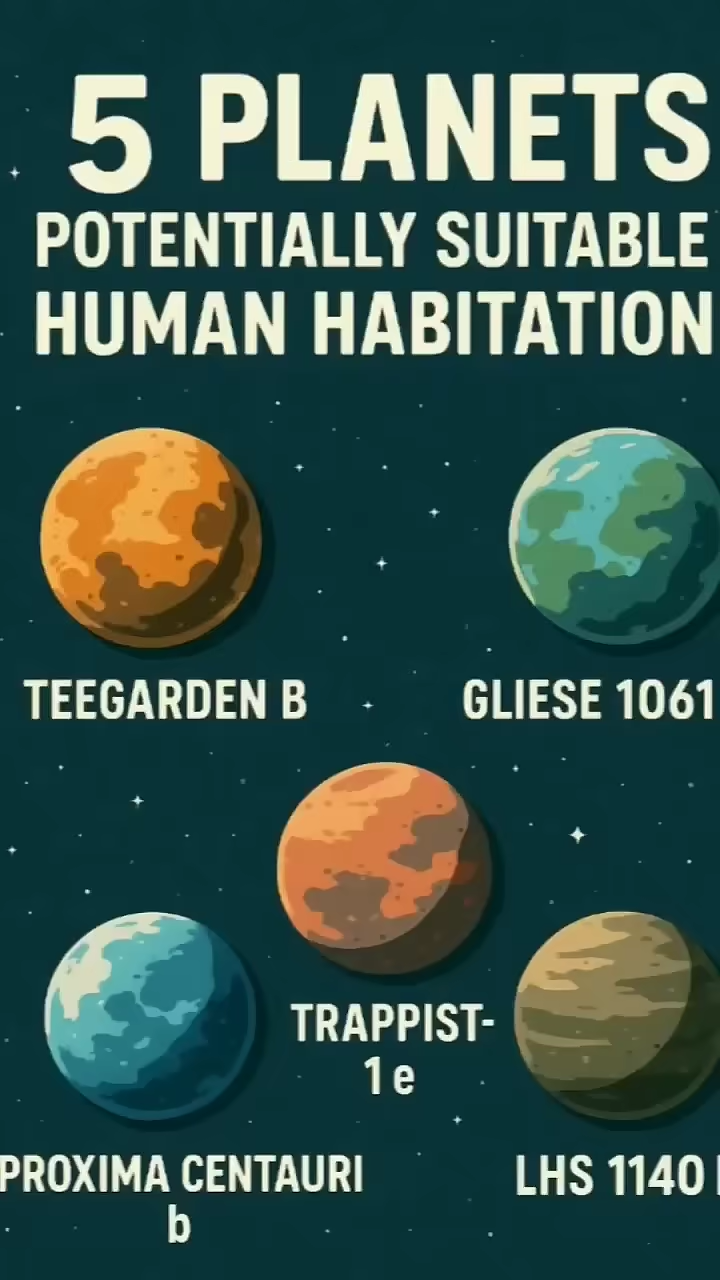 5 PLANETS
POTENTIALLY SUITABLE
HUMAN HABITATION
TEEGARDEN B
GLIESE 1061
TRAPPIST-
1 e
PROXIMA CENTAURI
b
LHS 1140